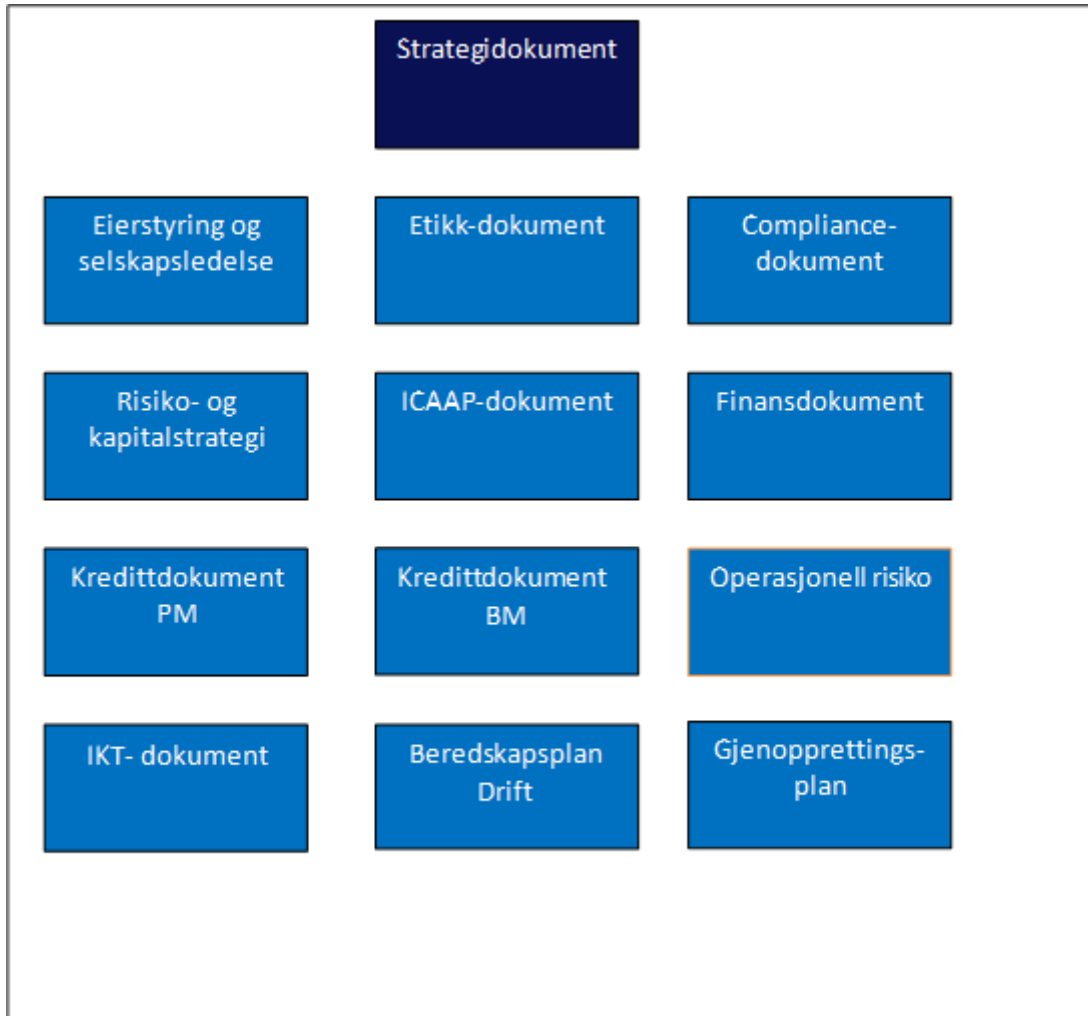 Strategidokument
Eierstyring og
selskapsledelse
Etikk-dokument
Compliance-
dokument
Risiko- og
kapitalstrategi
ICAAP-dokument
Finansdokument
Kredittdokument
PM
Kredittdokument
BM
Operasjonell risiko
IKT- dokument
Beredskapsplan
Drift
Gjenopprettings-
plan